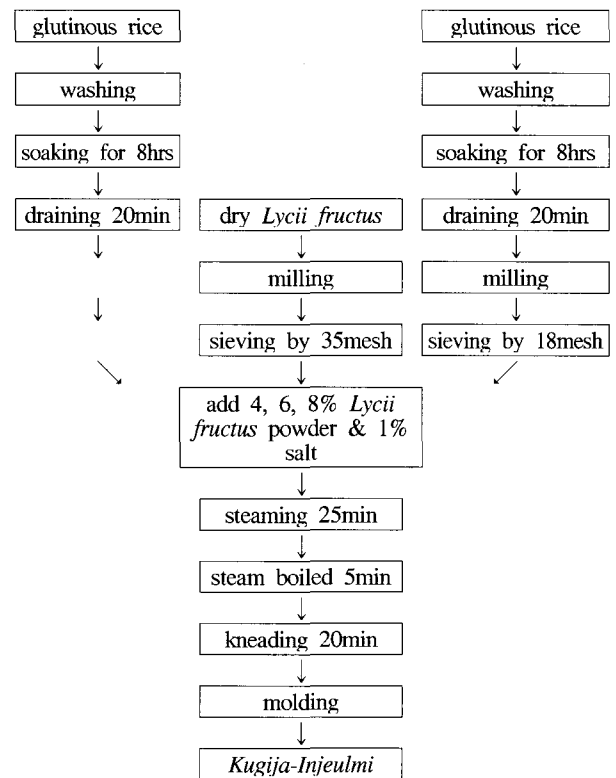 glutinous rice
washing
soaking for 8hrs
draining 20min
dry Lycii fructus
milling
sieving by 35mesh
glutinous rice
washing
soaking for 8hrs
draining 20min
milling
sieving by 18mesh
add 4, 6, 8% Lycii
fructus powder & 1%
salt
steaming 25min
steam boiled 5min
kneading 20min
molding
Kugija-Injeulmi